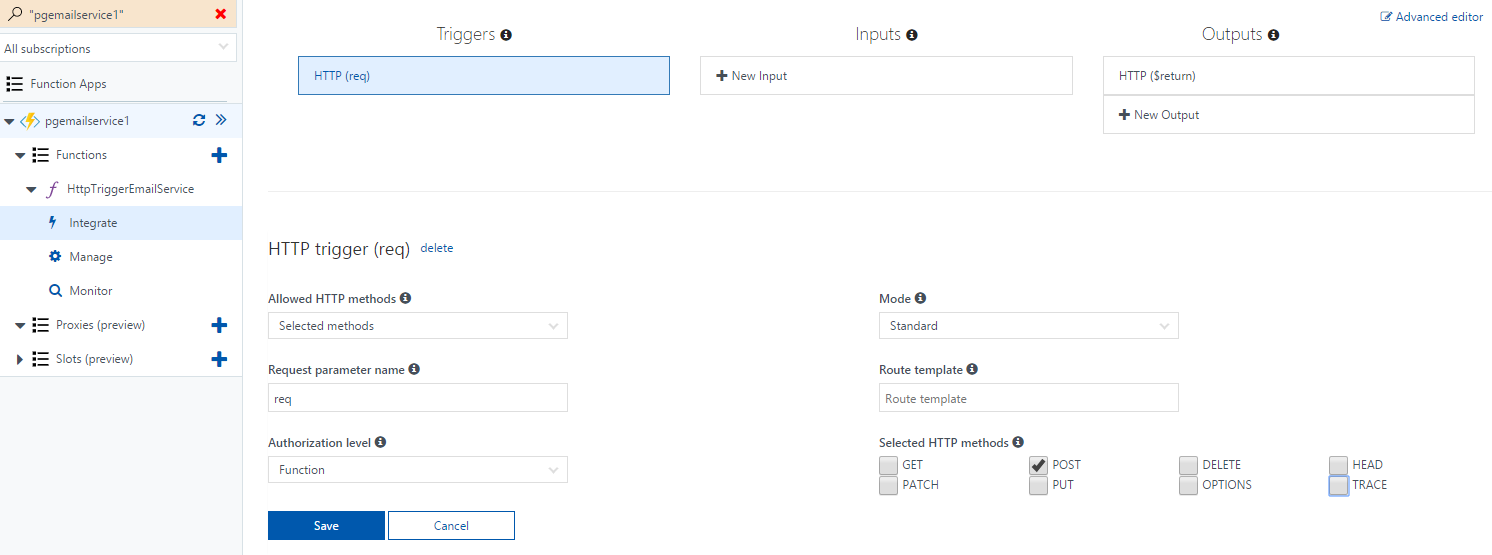 "pgemailservice1"
All subscriptions
Function Apps
pgemailservice1
Functions
HttpTriggerEmailService
Integrate
Manage
Monitor
Proxies (preview)
Slots (preview)
Advanced editor
Triggers
Inputs
Outputs
HTTP (req)
New Input
HTTP ($return)
New Output
HTTP trigger (req) delete
Allowed HTTP methods
Mode
Selected methods
Standard
Request parameter name
Route template
req
Route template
Authorization level
Selected HTTP methods
Function
GET
POST
DELETE
HEAD
PATCH
PUT
OPTIONS
TRACE
Save
Cancel